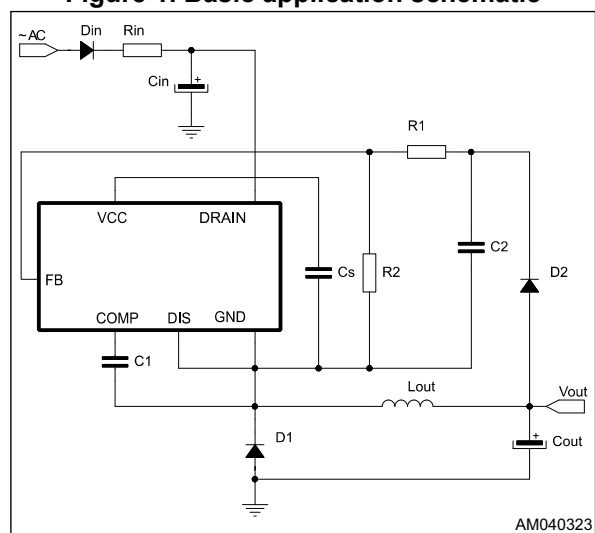 Figure 1. Basic application schematic
~AC
Din
Rin
Cin
+
R1
VCC
DRAIN
FB
Cs
R2
C2
D2
COMP
DIS
GND
C1
Lout
Vout
D1
+
Cout
AM040323